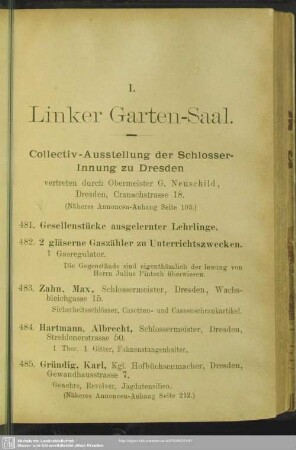 I.
Linker Garten-Saal.
Collectiv-Ausstellung der Schlosser-
Innung zu Dresden
vertreten durch Obermeister G. Neuschild,
Dresden, Cranachstrasse 18.
(Näheres Annoncen-Anhang Seite 193.)
481. Gesellenstücke ausgelernter Lehrlinge.
482. 2 gläserne Gaszähler zu Unterrichtszwecken.
1 Gasregulator.
Die Gegenstände sind eigenthümlich der Innung von
Herrn Julius Pintsch überwiesen.
483. Zahn, Max, Schlossermeister, Dresden, Wachs-
bleichgasse 15.
Sicherheitsschlösser, Cassetten- und Cassenschrankartikel.
484. Hartmann, Albrecht, Schlossermeister, Dresden,
Strehlenerstrasse 50.
1 Thor, 1 Gitter, Fahnenstangenhalter.
485. Gründig, Karl, Kgl. Hofbüchsenmacher, Dresden,
Gewandhausstrasse 7.
Gewehre, Revolver, Jagdutensilien.
(Näheres Annoncen-Anhang Seite 212.)